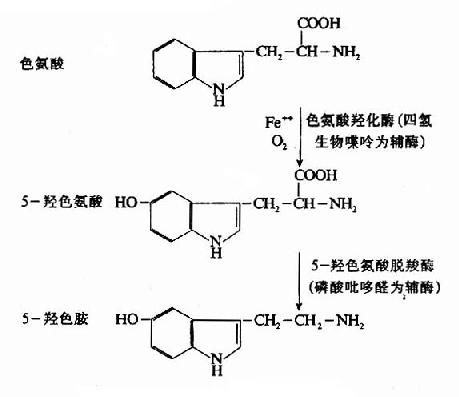 COOH
色氨酸
CH₂-CH-NH₂
N
H
Fe⁺⁺ 色氨酸羟化酶(四氢
O₂ 生物喋呤为辅酶)
COOH
5-羟色氨酸 HO CH₂-CH-NH₂
N
H
5-羟色氨酸脱羧酶
(磷酸吡哆醛为辅酶)
5-羟色胺 HO CH₂-CH₂-NH₂
N
H